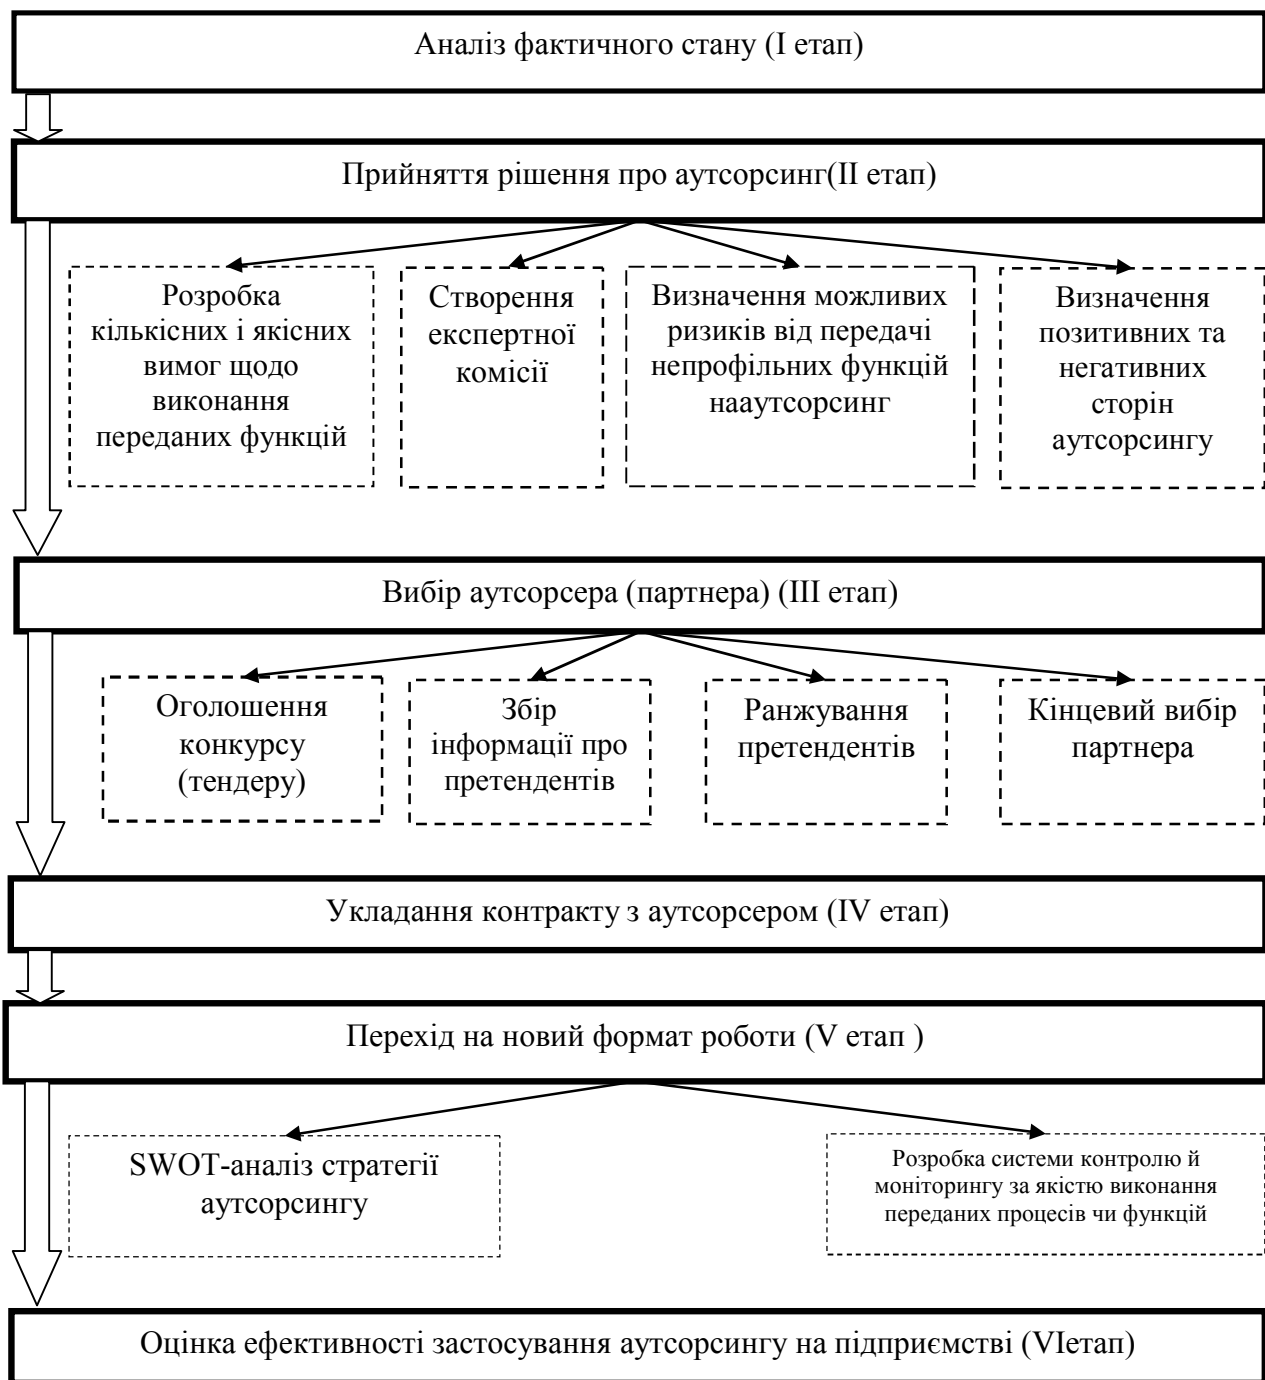 Аналіз фактичного стану (І етап)
Прийняття рішення про аутсорсинг(ІІ етап)
Розробка
кількісних і якісних
вимог щодо
виконання
переданих функцій
Створення
експертної
комісії
Визначення можливих
ризиків від передачі
непрофільних функцій
нааутсорсинг
Визначення
позитивних та
негативних
сторін
аутсорсингу
Вибір аутсорсера (партнера) (ІІІ етап)
Оголошення
конкурсу
(тендеру)
Збір
інформації про
претендентів
Ранжування
претендентів
Кінцевий вибір
партнера
Укладання контракту з аутсорсером (IV етап)
Перехід на новий формат роботи (V етап )
SWOT-аналіз стратегії
аутсорсингу
Розробка системи контролю й
моніторингу за якістю виконання
переданих процесів чи функцій
Оцінка ефективності застосування аутсорсингу на підприємстві (VIетап)